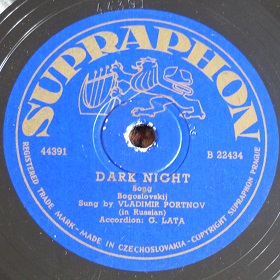 SUPRAPHON
44391
B 22434
DARK NIGHT
Song
Bogoslovskij
Sung by VLADIMIR PORTNOV
(in Russian)
Accordion: G. LATA
REGISTERED TRADE MARK - MADE IN CZECHOSLOVAKIA - COPYRIGHT SUPRAPHON PRAGUE